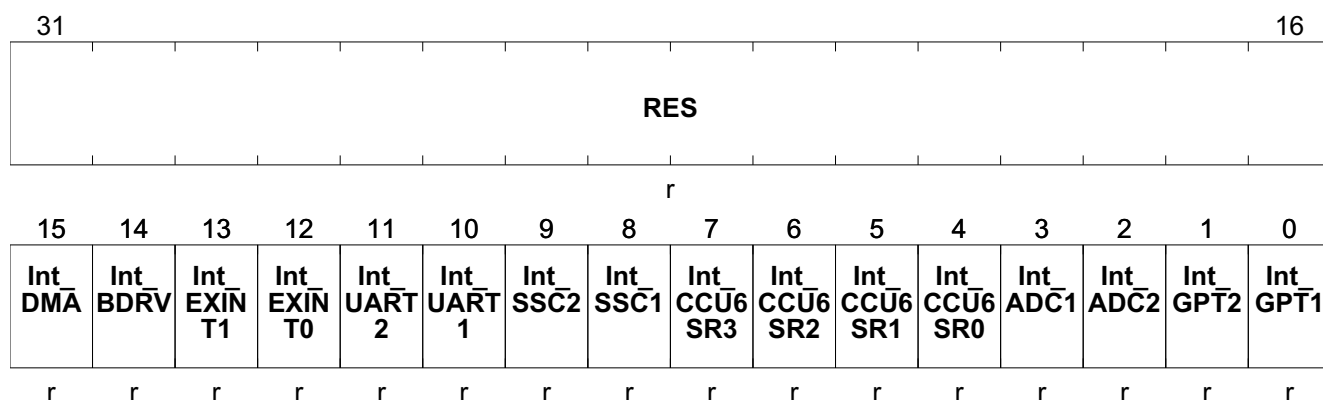 31 16
RES
r
15 14 13 12 11 10 9 8 7 6 5 4 3 2 1 0
Int_ Int_ Int_ Int_ Int_ Int_ Int_ Int_ Int_ Int_ Int_ Int_ Int_ Int_ Int_ Int_
DMA BDRV EXIN EXIN UART UART SSC2 SSC1 CCU6 CCU6 CCU6 CCU6 ADC1 ADC2 GPT2 GPT1
T1 T0 2 1 SR3 SR2 SR1 SR0
r r r r r r r r r r r r r r r r